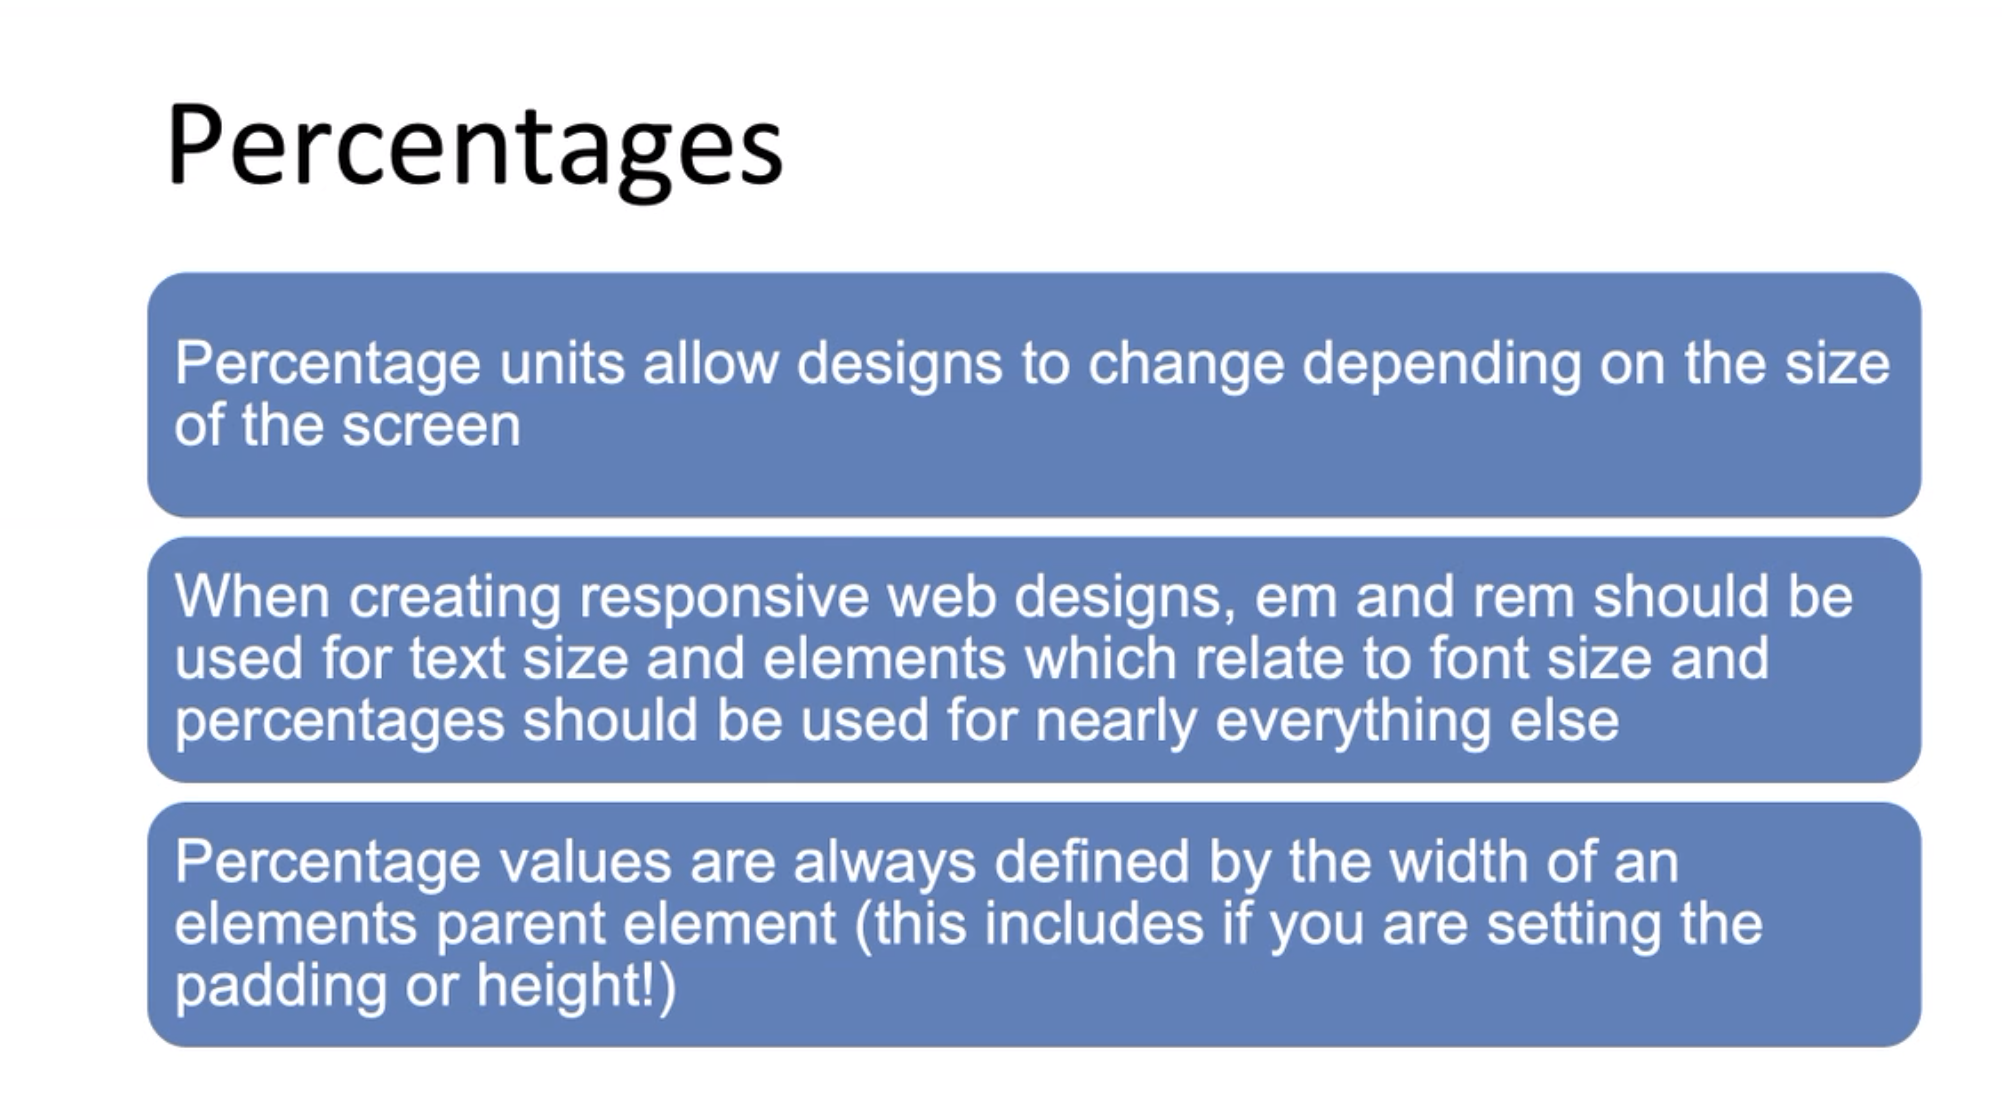 Percentages
Percentage units allow designs to change depending on the size
of the screen
When creating responsive web designs, em and rem should be
used for text size and elements which relate to font size and
percentages should be used for nearly everything else
Percentage values are always defined by the width of an
elements parent element (this includes if you are setting the
padding or height!)